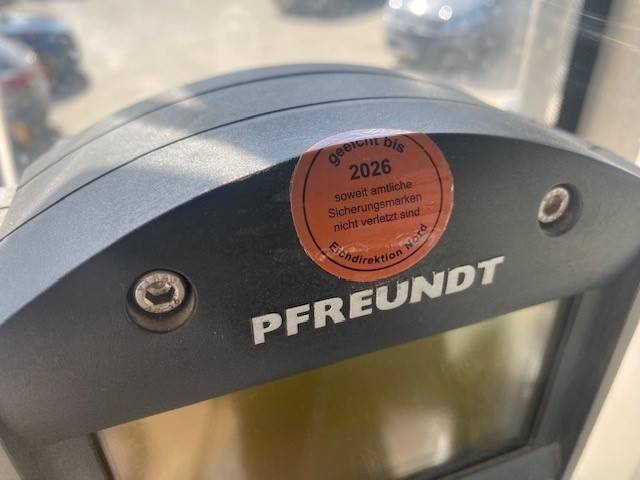 geeicht bis
2026
soweit amtliche
Sicherungsmarken
nicht verletzt sind
Eichdirektion Nord
PFREUNDT